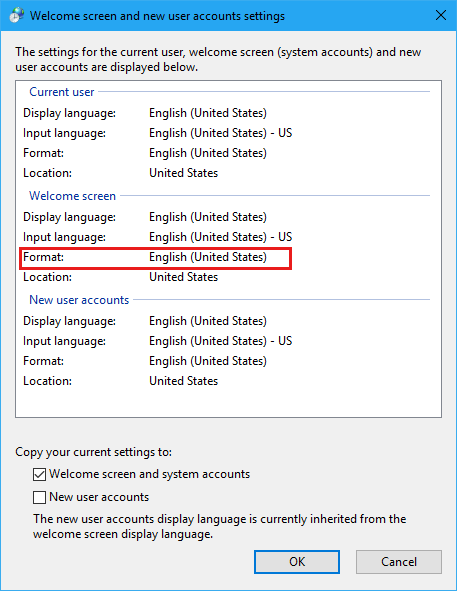 Welcome screen and new user accounts settings
The settings for the current user, welcome screen (system accounts) and new
user accounts are displayed below.
Current user
Display language: English (United States)
Input language: English (United States) - US
Format: English (United States)
Location: United States
Welcome screen
Display language: English (United States)
Input language: English (United States) - US
Format: English (United States)
Location: United States
New user accounts
Display language: English (United States)
Input language: English (United States) - US
Format: English (United States)
Location: United States
Copy your current settings to:
Welcome screen and system accounts
New user accounts
The new user accounts display language is currently inherited from the
welcome screen display language.
OK Cancel